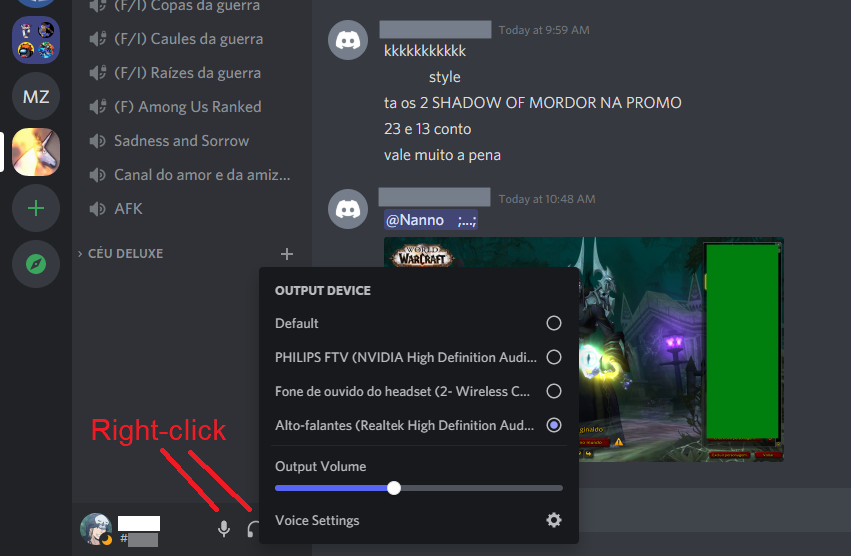 (F/I) Copas da guerra
(F/I) Caules da guerra
(F/I) Raízes da guerra
MZ
(F) Among Us Ranked
Sadness and Sorrow
Canal do amor e da amiz...
AFK
CÉU DELUXE
Today at 9:59 AM
kkkkkkkkkkk
style
ta os 2 SHADOW OF MORDOR NA PROMO
23 e 13 conto
vale muito a pena
Today at 10:48 AM
@Nanno ;...;
WORLD
WARCRAFT
OUTPUT DEVICE
Default
PHILIPS FTV (NVIDIA High Definition Audi...
Fone de ouvido do headset (2- Wireless C...
Alto-falantes (Realtek High Definition Aud...
Output Volume
Voice Settings
Right-click
#